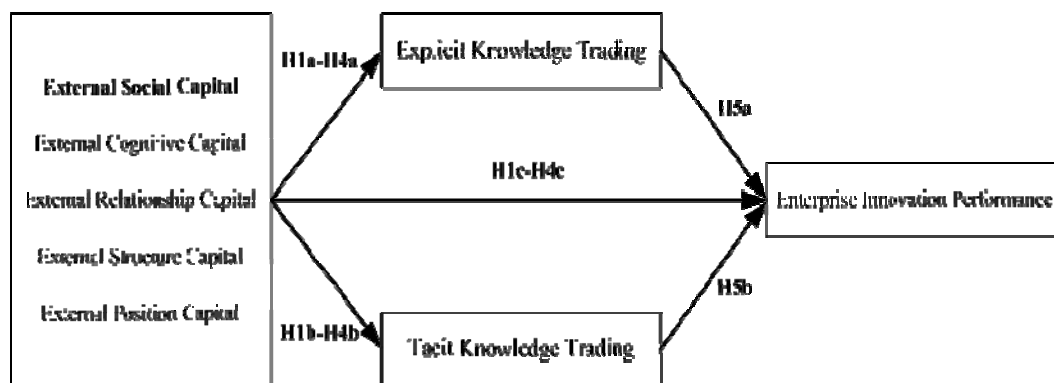 External Social Capital
External Cognitive Capital
External Relationship Capital
External Structure Capital
External Position Capital
H1a-H4a
Explicit Knowledge Trading
H5a
H1c-H4c
Enterprise Innovation Performance
H5b
H1b-H4b
Tacit Knowledge Trading